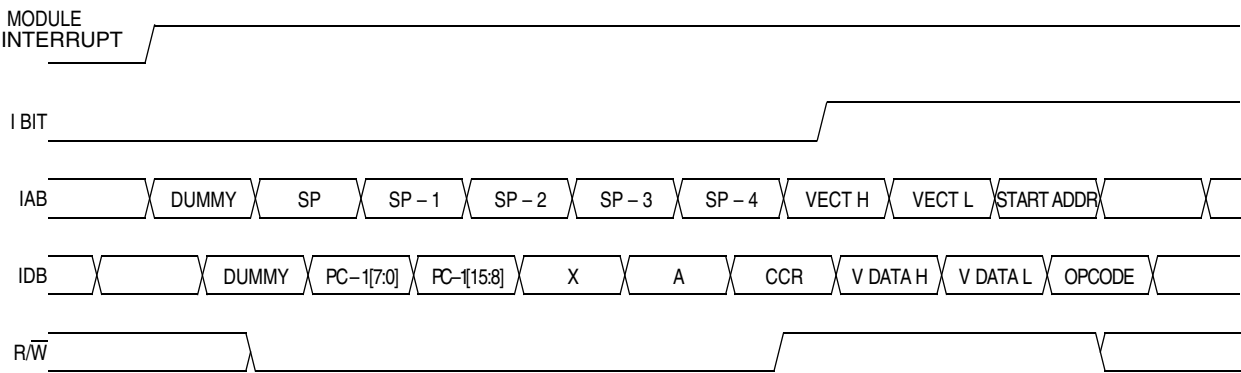 MODULE
INTERRUPT
I BIT
IAB DUMMY SP SP – 1 SP – 2 SP – 3 SP – 4 VECT H VECT L START ADDR
IDB DUMMY PC – 1[7:0] PC–1[15:8] X A CCR V DATA H V DATA L OPCODE
R/W̅